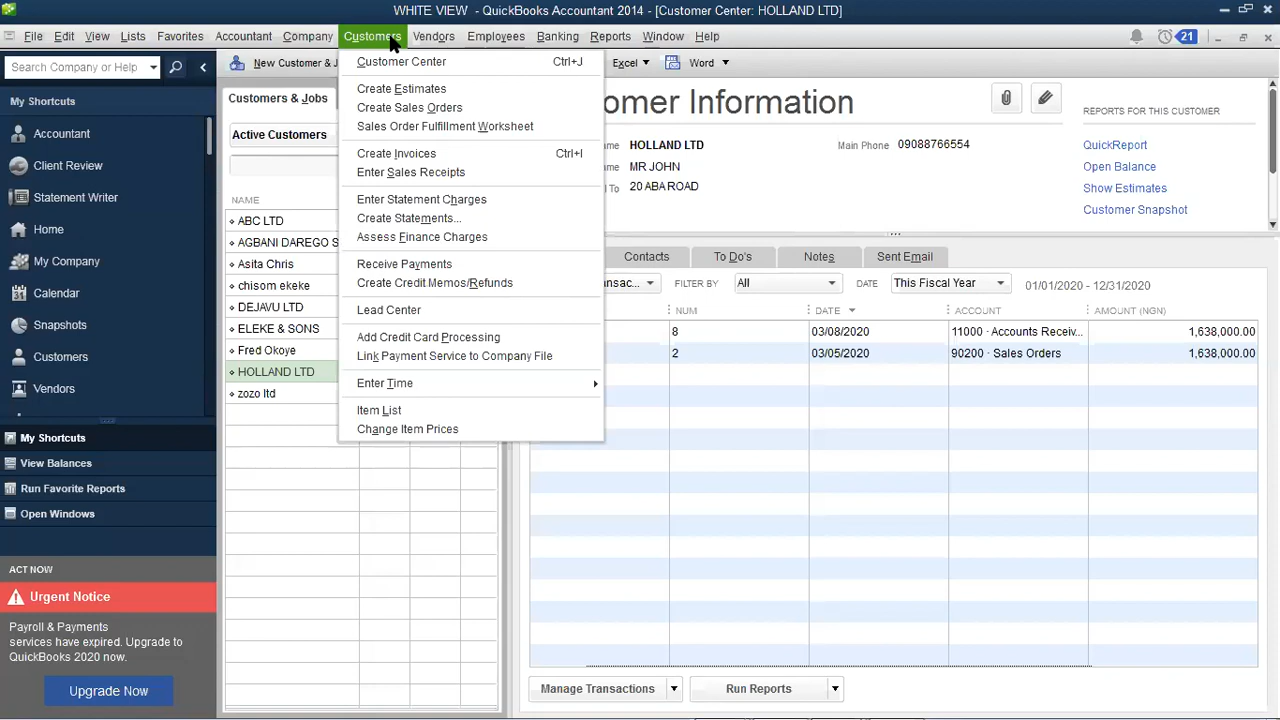 WHITE VIEW - QuickBooks Accountant 2014 - [Customer Center: HOLLAND LTD]
File Edit View Lists Favorites Accountant Company Customers Vendors Employees Banking Reports Window Help 21
Search Company or Help
New Customer & J Excel Word
My Shortcuts
Accountant
Client Review
Statement Writer
Home
My Company
Calendar
Snapshots
Customers
Vendors
My Shortcuts
View Balances
Run Favorite Reports
Open Windows
ACT NOW
Urgent Notice
Payroll & Payments
services have expired. Upgrade to
QuickBooks 2020 now.
Upgrade Now
Customers & Jobs
Active Customers
NAME
ABC LTD
AGBANI DAREGO S
Asita Chris
chisom ekeke
DEJAVU LTD
ELEKE & SONS
Fred Okoye
HOLLAND LTD
zozo ltd
Customer Center Ctrl+J
Create Estimates
Create Sales Orders
Sales Order Fulfillment Worksheet
Create Invoices Ctrl+I
Enter Sales Receipts
Enter Statement Charges
Create Statements...
Assess Finance Charges
Receive Payments
Create Credit Memos/Refunds
Lead Center
Add Credit Card Processing
Link Payment Service to Company File
Enter Time
Item List
Change Item Prices
omer Information
ame HOLLAND LTD Main Phone 09088766554
ame MR JOHN
To 20 ABA ROAD
REPORTS FOR THIS CUSTOMER
QuickReport
Open Balance
Show Estimates
Customer Snapshot
Contacts To Do's Notes Sent Email
nsac... FILTER BY All DATE This Fiscal Year 01/01/2020 - 12/31/2020
NUM DATE ACCOUNT AMOUNT (NGN)
8 03/08/2020 11000 · Accounts Receiv... 1,638,000.00
2 03/05/2020 90200 · Sales Orders 1,638,000.00
Manage Transactions Run Reports